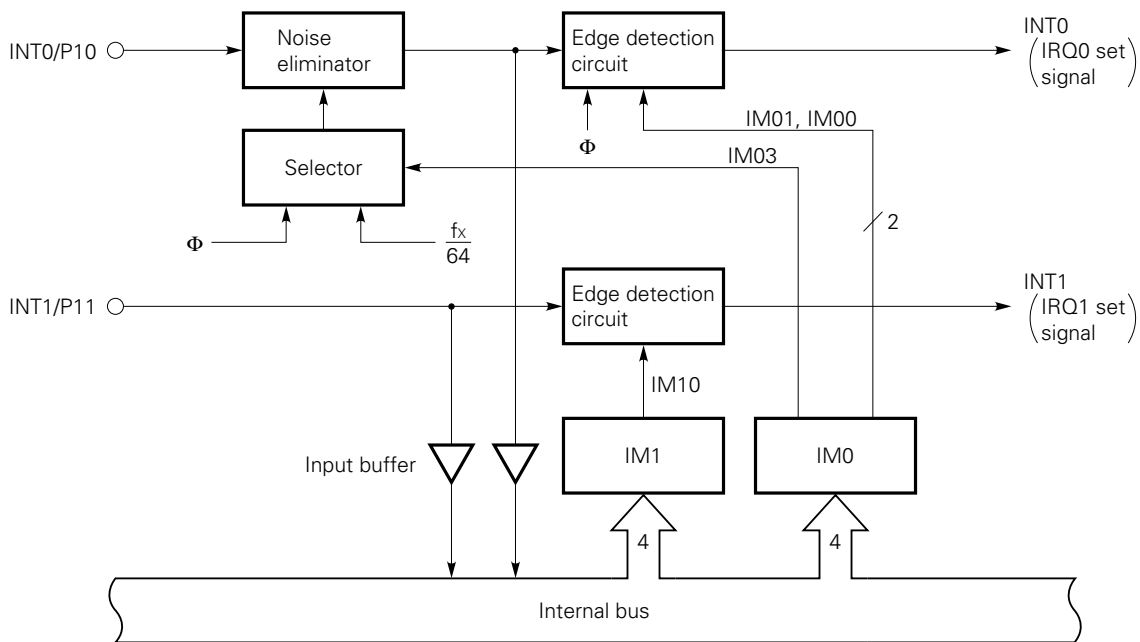 INT0/P10
Noise
eliminator
Edge detection
circuit
INT0
(IRQ0 set
signal)
Φ
IM01, IM00
Selector
IM03
Φ
fX
64
2
INT1/P11
Edge detection
circuit
INT1
(IRQ1 set
signal)
IM10
Input buffer
IM1
IM0
4
4
Internal bus